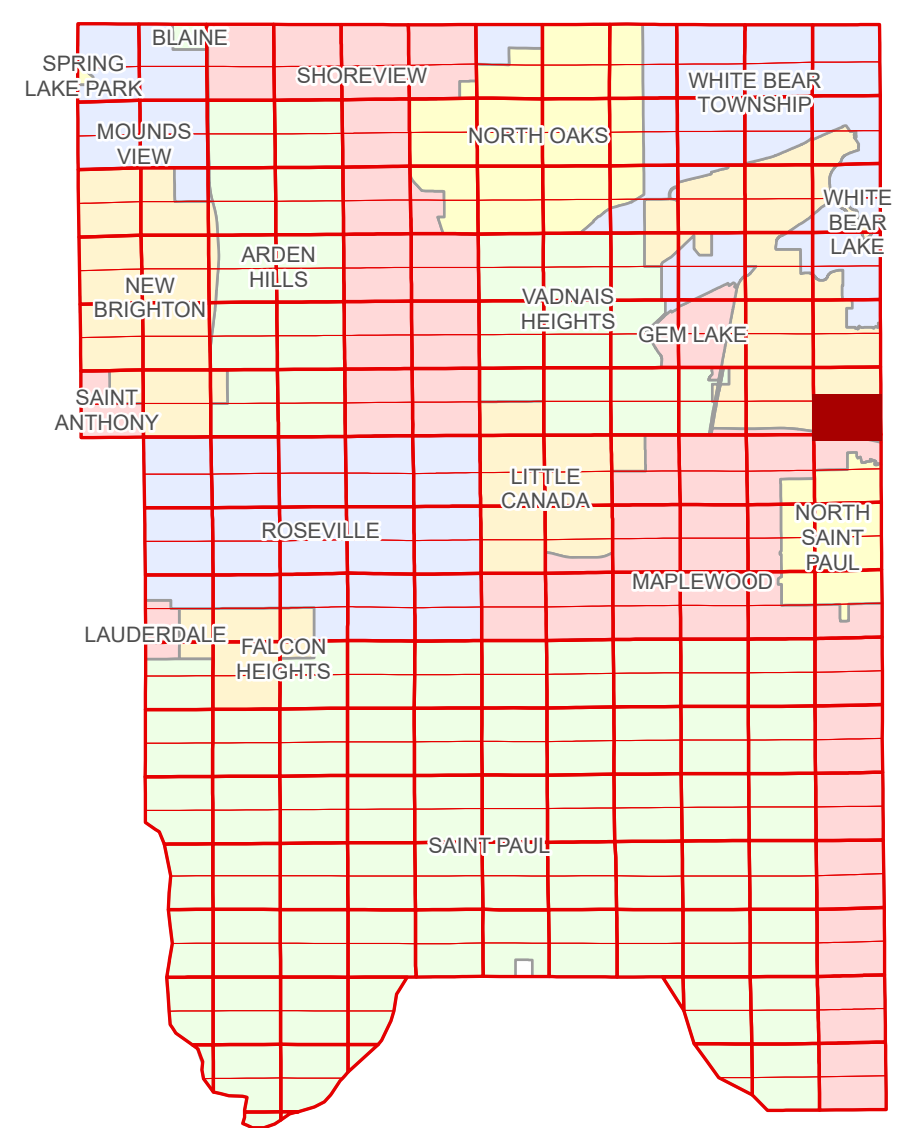 BLAINE
SPRING
LAKE PARK
SHOREVIEW
WHITE BEAR
TOWNSHIP
MOUNDS
VIEW
NORTH OAKS
WHITE
BEAR
LAKE
ARDEN
HILLS
NEW
BRIGHTON
VADNAIS
HEIGHTS
GEM LAKE
SAINT
ANTHONY
LITTLE
CANADA
ROSEVILLE
NORTH
SAINT
PAUL
MAPLEWOOD
LAUDERDALE
FALCON
HEIGHTS
SAINT PAUL